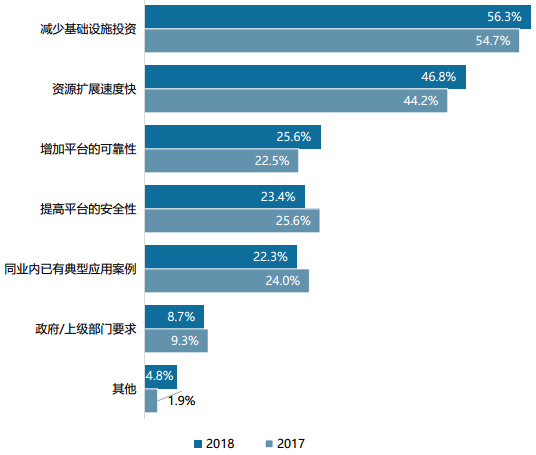 减少基础设施投资
56.3%
54.7%
资源扩展速度快
46.8%
44.2%
增加平台的可靠性
25.6%
22.5%
提高平台的安全性
23.4%
25.6%
同业内已有典型应用案例
22.3%
24.0%
政府/上级部门要求
8.7%
9.3%
其他
4.8%
1.9%
2018 2017